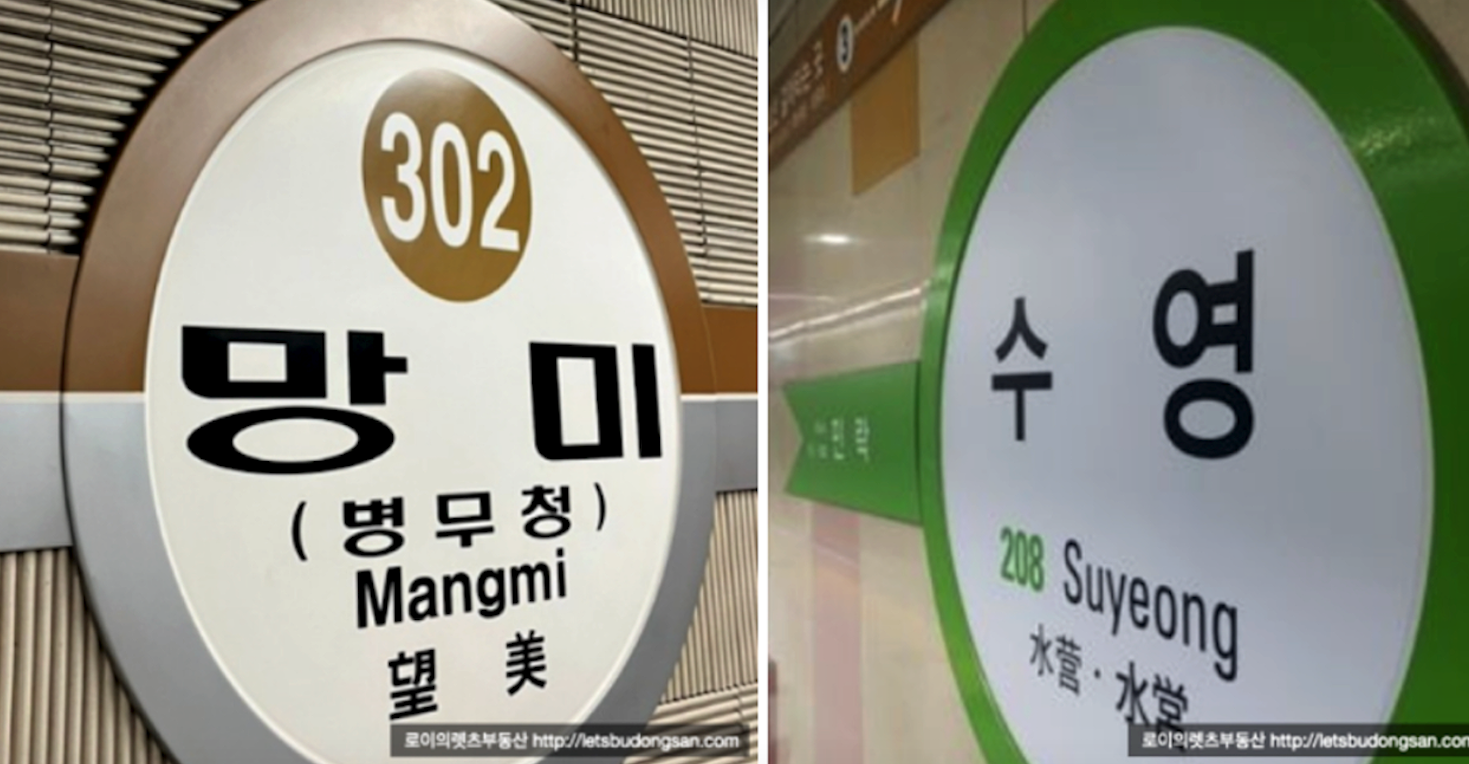 302
망미
(병무청)
Mangmi
望美
로이의렛츠부동산 http://letsbudongsan.com
3
수영
208 Suyeong
水营·水営
로이의렛츠부동산 http://letsbudongsan.com